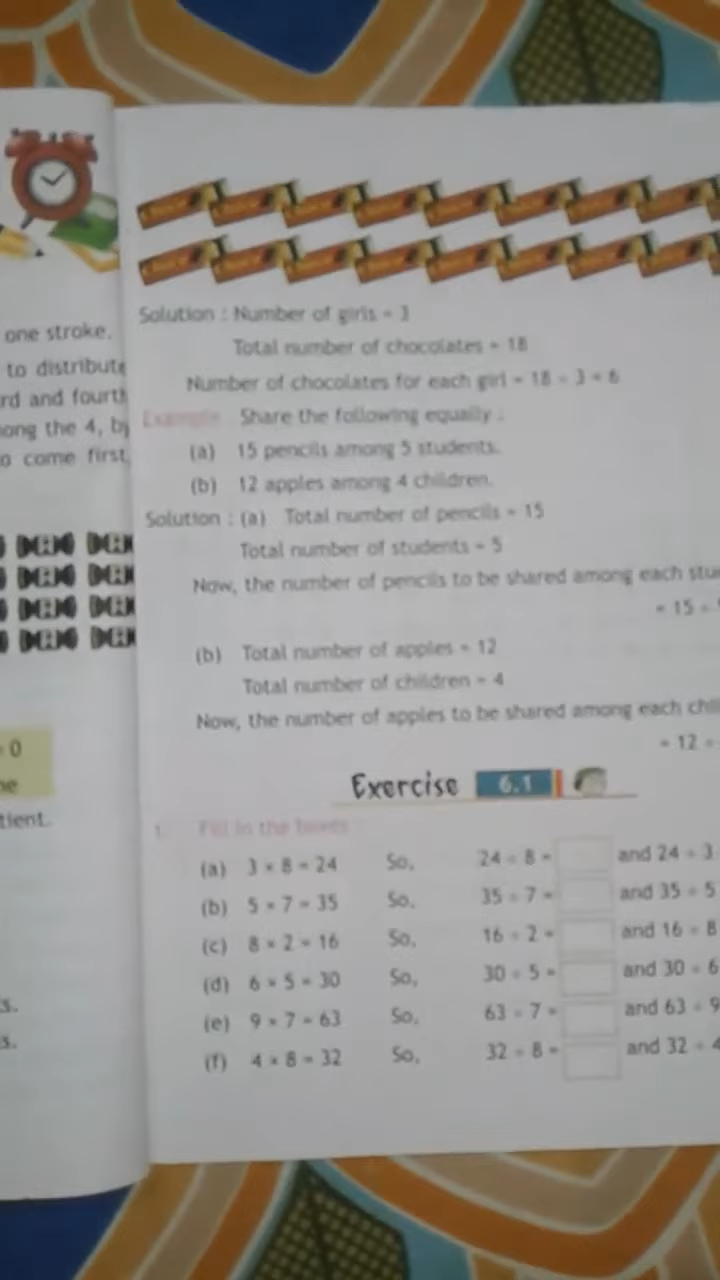 one stroke.
to distribute
rd and fourth
ong the 4, by
o come first,
= 0
tient.
s.
s.
Solution : Number of girls = 3
Total number of chocolates = 18
Number of chocolates for each girl = 18 ÷ 3 = 6
Example Share the following equally :
(a) 15 pencils among 5 students.
(b) 12 apples among 4 children.
Solution : (a) Total number of pencils = 15
Total number of students = 5
Now, the number of pencils to be shared among each stu
= 15 ÷
(b) Total number of apples = 12
Total number of children = 4
Now, the number of apples to be shared among each chil
= 12 ÷
Exercise 6.1
1. Fill in the boxes
(a) 3 × 8 = 24 So, 24 ÷ 8 = and 24 ÷ 3
(b) 5 × 7 = 35 So, 35 ÷ 7 = and 35 ÷ 5
(c) 8 × 2 = 16 So, 16 ÷ 2 = and 16 ÷ 8
(d) 6 × 5 = 30 So, 30 ÷ 5 = and 30 ÷ 6
(e) 9 × 7 = 63 So, 63 ÷ 7 = and 63 ÷ 9
(f) 4 × 8 = 32 So, 32 ÷ 8 = and 32 ÷ 4